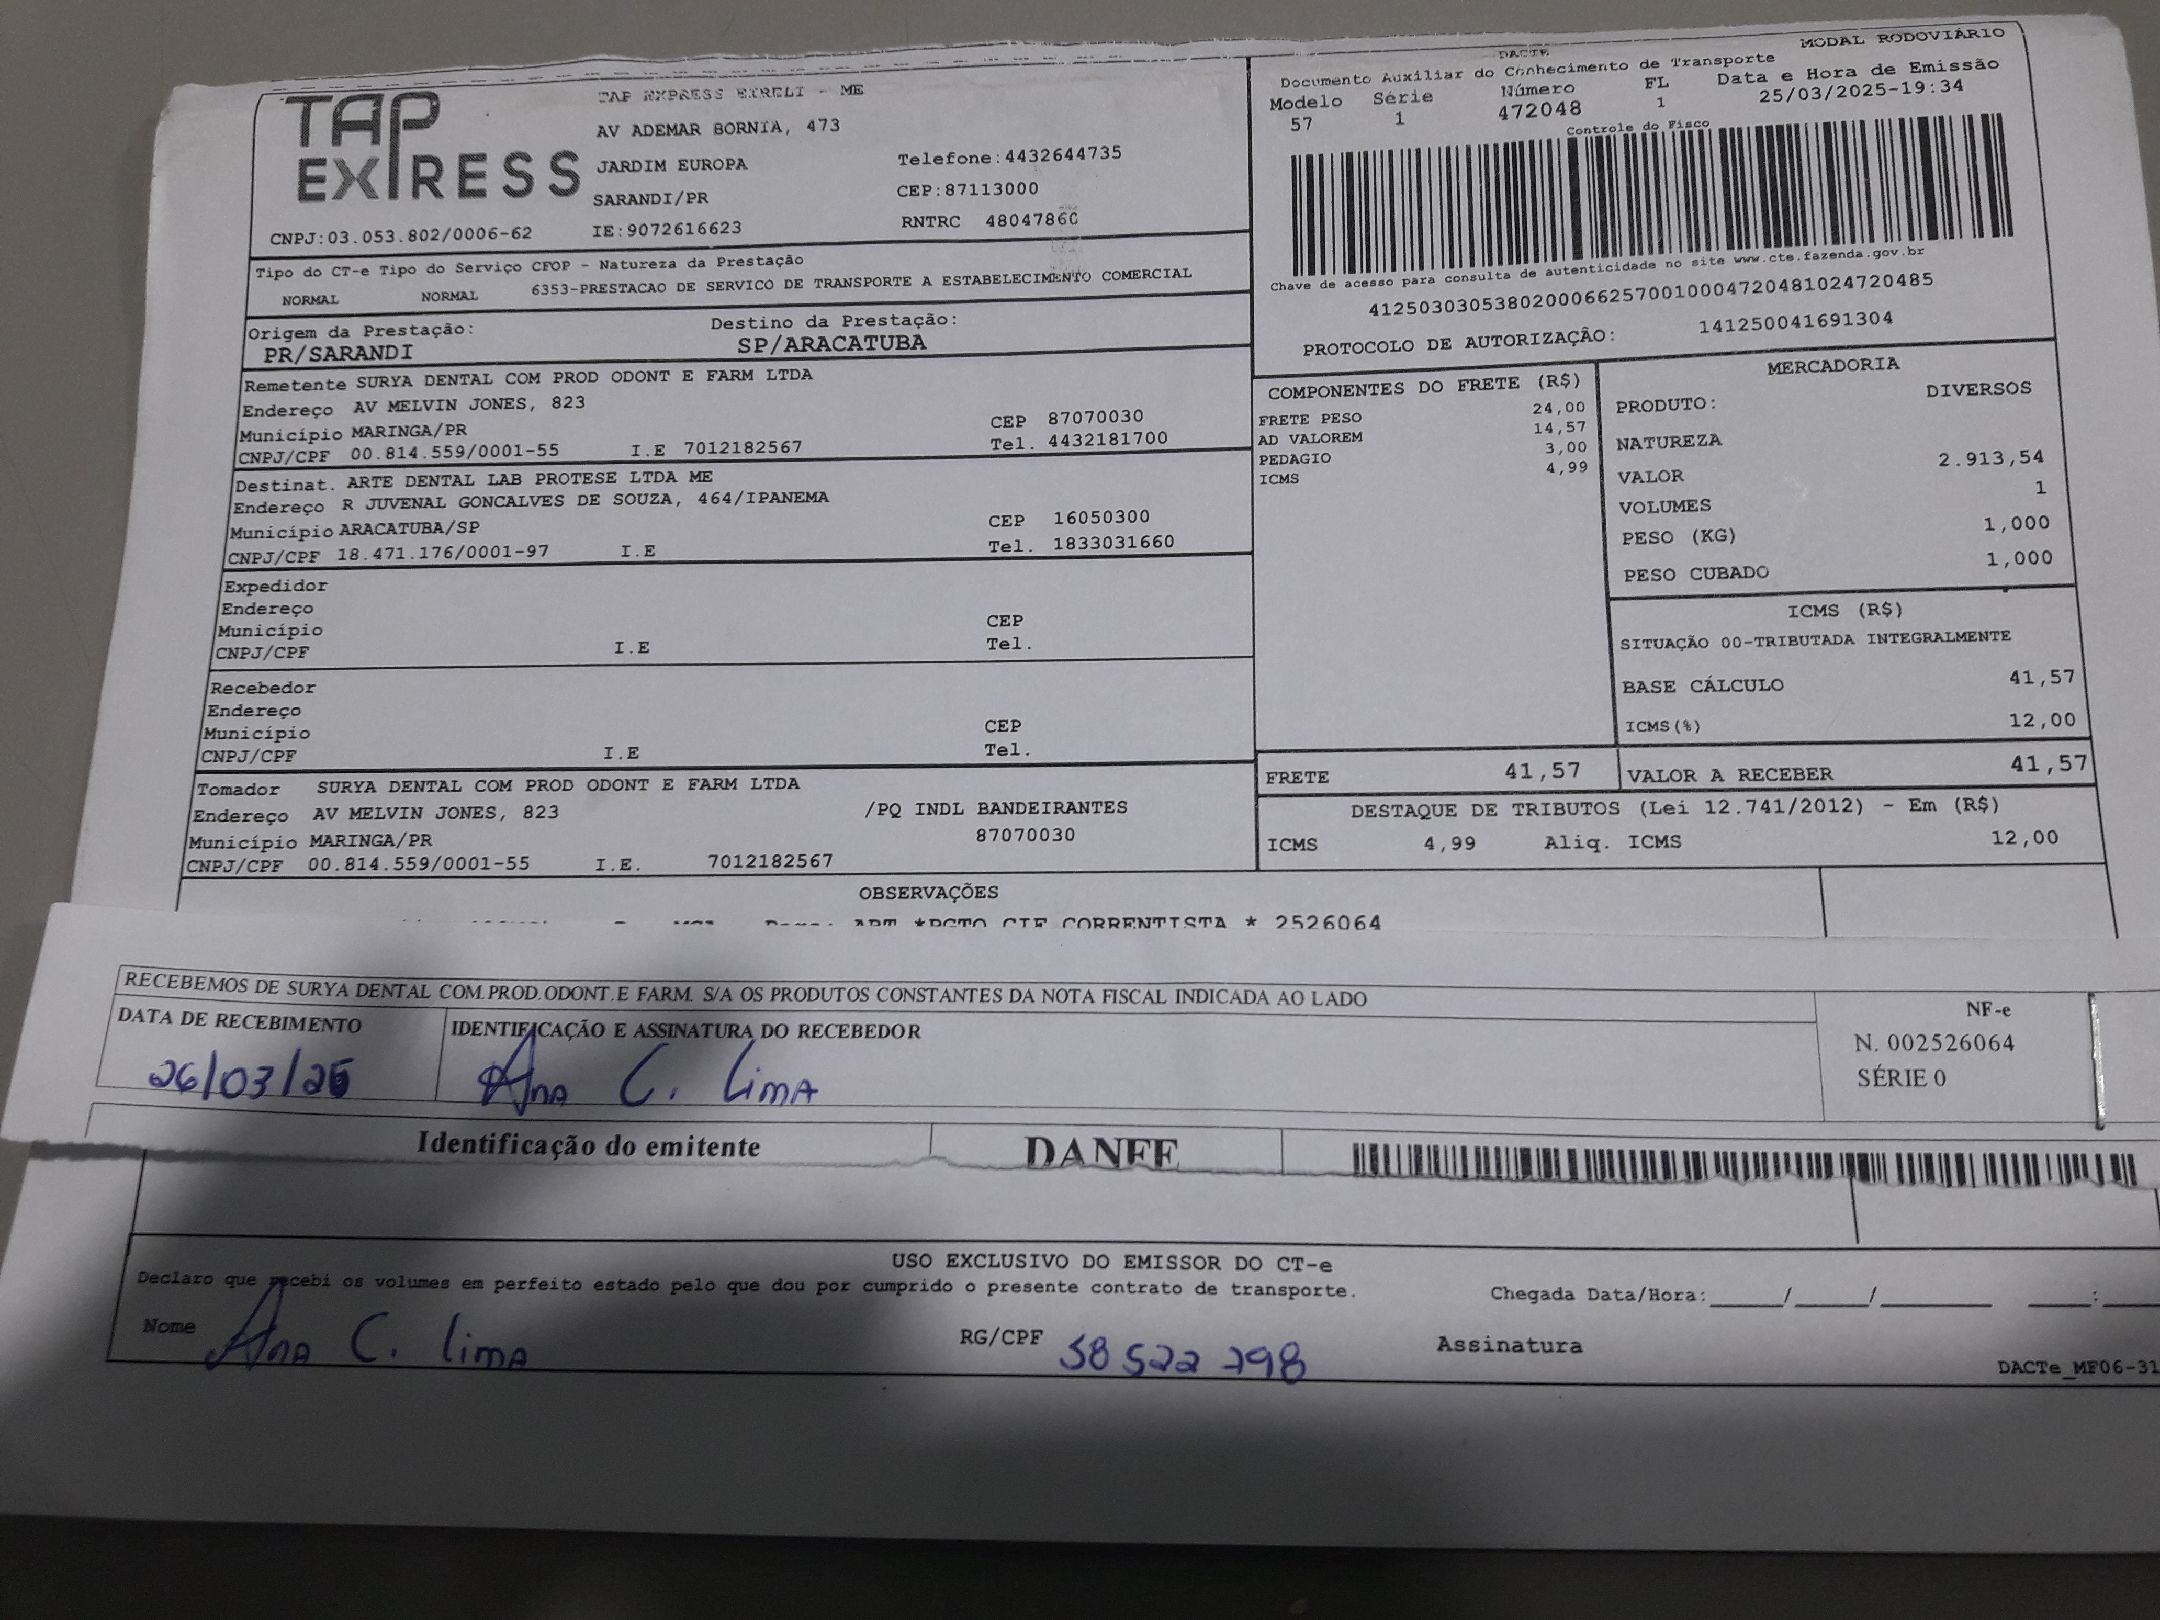 TAP EXPRESS
TAP EXPRESS EIRELI - ME
AV ADEMAR BORNIA, 473
JARDIM EUROPA
Telefone:4432644735
SARANDI/PR
CEP:87113000
CNPJ:03.053.802/0006-62
IE:9072616623
RNTRC 48047860
DACTE
MODAL RODOVIÁRIO
Documento Auxiliar do Conhecimento de Transporte
Modelo Série Número FL Data e Hora de Emissão
57 1 472048 1 25/03/2025-19:34
Controle do Fisco
Chave de acesso para consulta de autenticidade no site www.cte.fazenda.gov.br
41250303053802000662570010004720481024720485
PROTOCOLO DE AUTORIZAÇÃO: 141250041691304
Tipo do CT-e Tipo do Serviço CFOP - Natureza da Prestação
NORMAL NORMAL 6353-PRESTACAO DE SERVICO DE TRANSPORTE A ESTABELECIMENTO COMERCIAL
Origem da Prestação: Destino da Prestação:
PR/SARANDI SP/ARACATUBA
Remetente SURYA DENTAL COM PROD ODONT E FARM LTDA
Endereço AV MELVIN JONES, 823
Município MARINGA/PR CEP 87070030
CNPJ/CPF 00.814.559/0001-55 I.E 7012182567 Tel. 4432181700
Destinat. ARTE DENTAL LAB PROTESE LTDA ME
Endereço R JUVENAL GONCALVES DE SOUZA, 464/IPANEMA
Município ARACATUBA/SP CEP 16050300
CNPJ/CPF 18.471.176/0001-97 I.E Tel. 1833031660
Expedidor
Endereço
Município CEP
CNPJ/CPF I.E Tel.
Recebedor
Endereço
Município CEP
CNPJ/CPF I.E Tel.
Tomador SURYA DENTAL COM PROD ODONT E FARM LTDA
Endereço AV MELVIN JONES, 823 /PQ INDL BANDEIRANTES
Município MARINGA/PR 87070030
CNPJ/CPF 00.814.559/0001-55 I.E. 7012182567
COMPONENTES DO FRETE (R$)
FRETE PESO 24,00
AD VALOREM 14,57
PEDAGIO 3,00
ICMS 4,99
MERCADORIA
PRODUTO: DIVERSOS
NATUREZA
VALOR 2.913,54
VOLUMES 1
PESO (KG) 1,000
PESO CUBADO 1,000
ICMS (R$)
SITUAÇÃO 00-TRIBUTADA INTEGRALMENTE
BASE CÁLCULO 41,57
ICMS(%) 12,00
FRETE 41,57 VALOR A RECEBER 41,57
DESTAQUE DE TRIBUTOS (Lei 12.741/2012) - Em (R$)
ICMS 4,99 Aliq. ICMS 12,00
OBSERVAÇÕES
*PGTO CIF CORRENTISTA * 2526064
RECEBEMOS DE SURYA DENTAL COM.PROD.ODONT.E FARM. S/A OS PRODUTOS CONSTANTES DA NOTA FISCAL INDICADA AO LADO
DATA DE RECEBIMENTO IDENTIFICAÇÃO E ASSINATURA DO RECEBEDOR
26/03/25 Ana C. Lima
NF-e
N. 002526064
SÉRIE 0
Identificação do emitente DANFE
USO EXCLUSIVO DO EMISSOR DO CT-e
Declaro que recebi os volumes em perfeito estado pelo que dou por cumprido o presente contrato de transporte.
Chegada Data/Hora:_____/_____/________ ____:____
Nome Ana C. Lima RG/CPF 58 522 798 Assinatura
DACTe_MF06-31